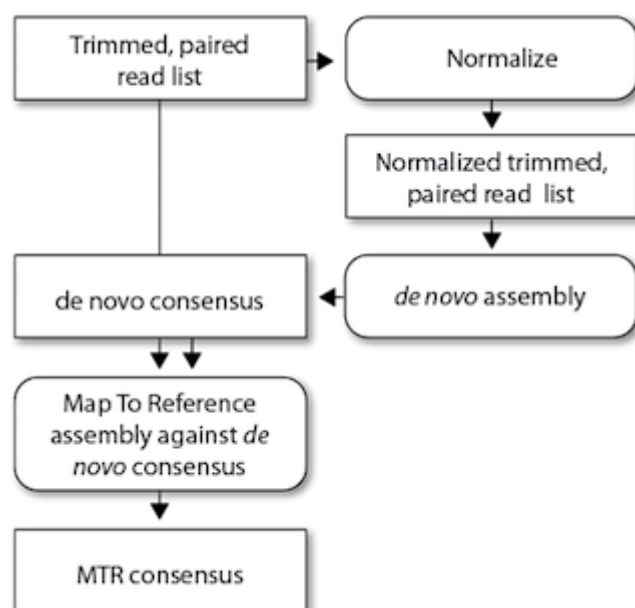 Trimmed, paired
read list
Normalize
Normalized trimmed,
paired read list
de novo assembly
de novo consensus
Map To Reference
assembly against de
novo consensus
MTR consensus